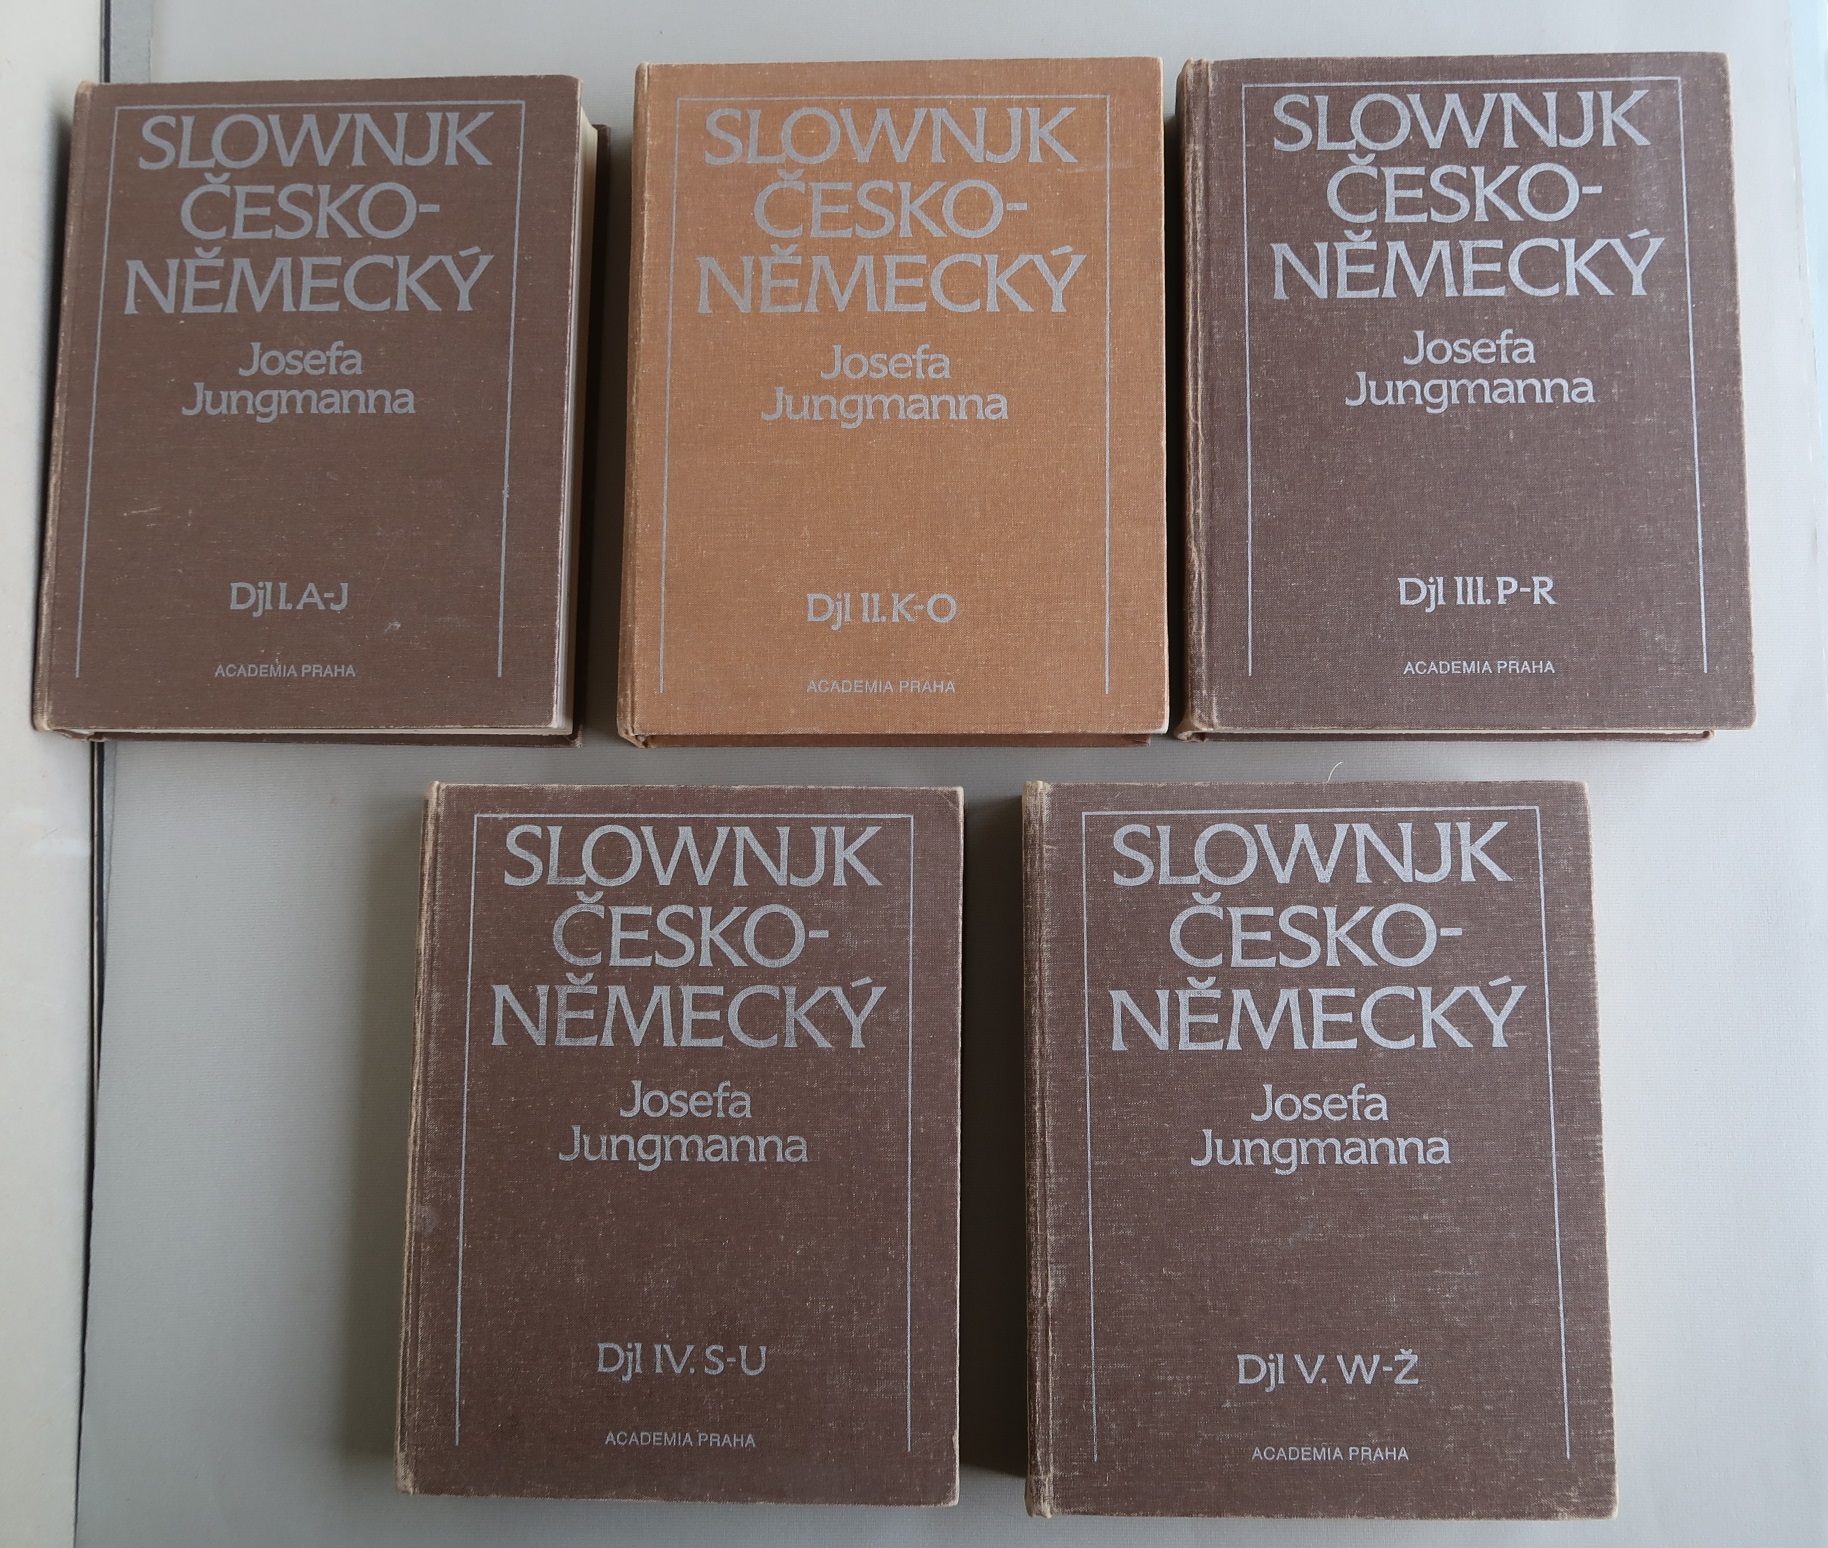 SLOWNJK
ČESKO-
NĚMECKÝ
Josefa
Jungmanna
Djl I. A-J
ACADEMIA PRAHA
SLOWNJK
ČESKO-
NĚMECKÝ
Josefa
Jungmanna
Djl II. K-O
ACADEMIA PRAHA
SLOWNJK
ČESKO-
NĚMECKÝ
Josefa
Jungmanna
Djl III. P-R
ACADEMIA PRAHA
SLOWNJK
ČESKO-
NĚMECKÝ
Josefa
Jungmanna
Djl IV. S-U
ACADEMIA PRAHA
SLOWNJK
ČESKO-
NĚMECKÝ
Josefa
Jungmanna
Djl V. W-Ž
ACADEMIA PRAHA